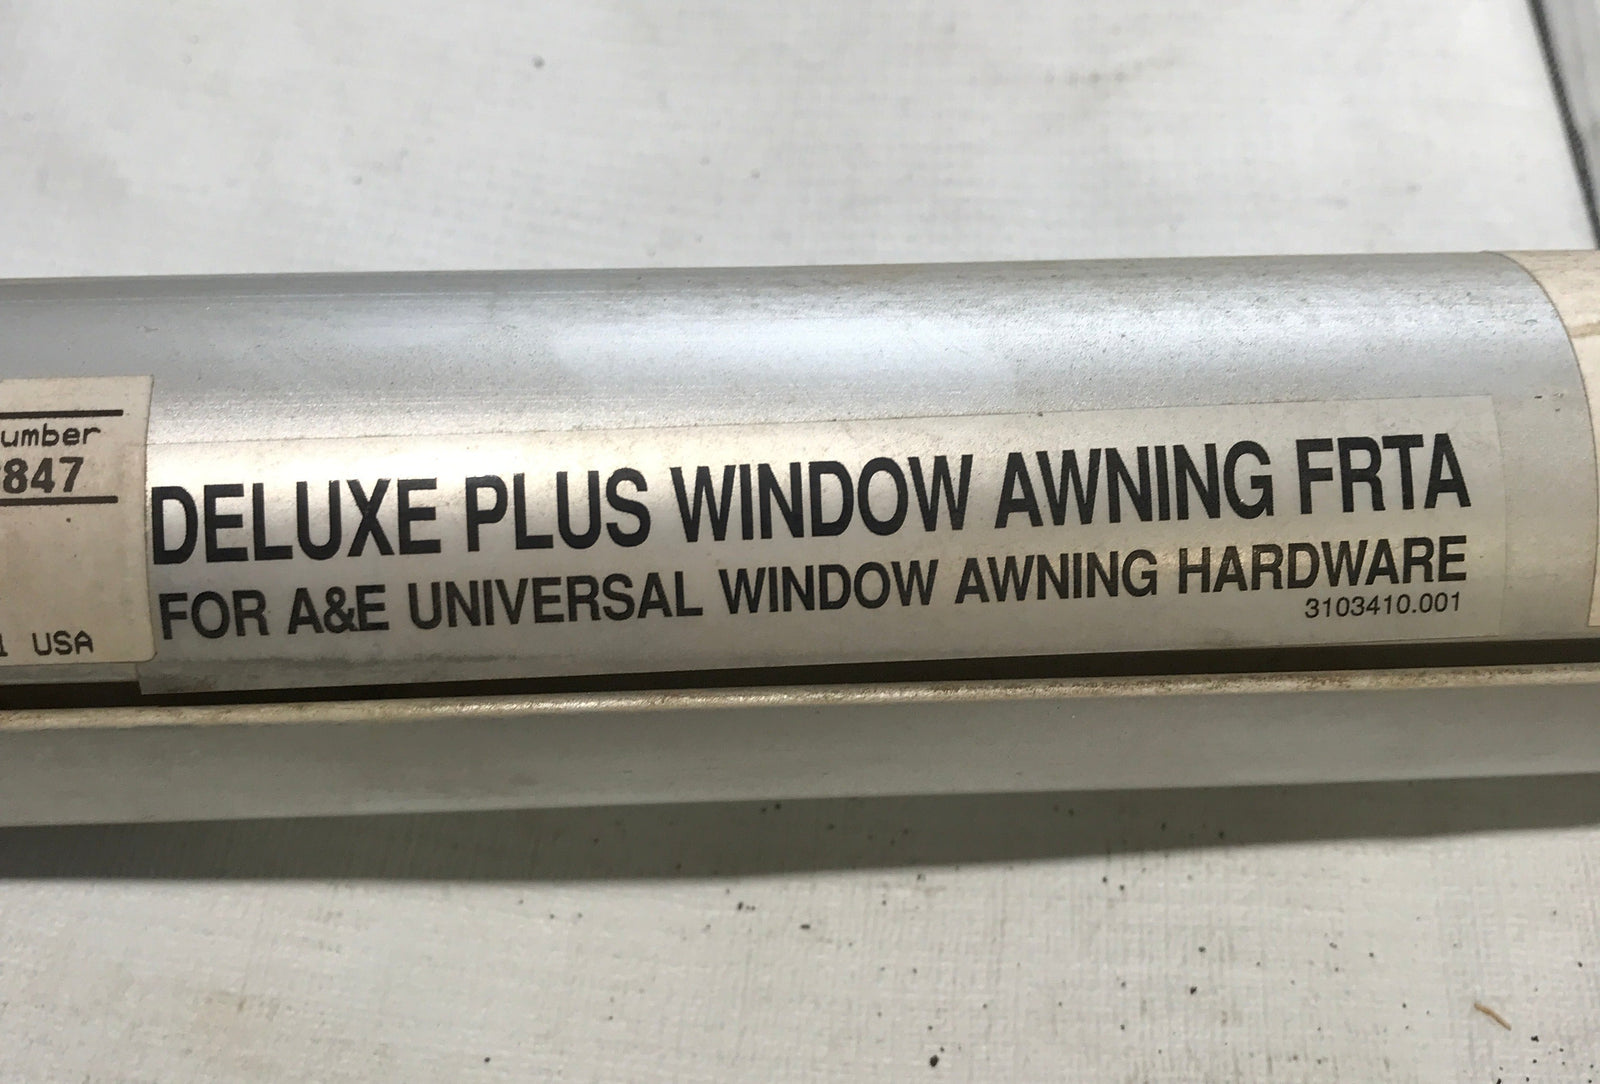 umber
847
USA
DELUXE PLUS WINDOW AWNING FRTA
FOR A&E UNIVERSAL WINDOW AWNING HARDWARE
3103410.001